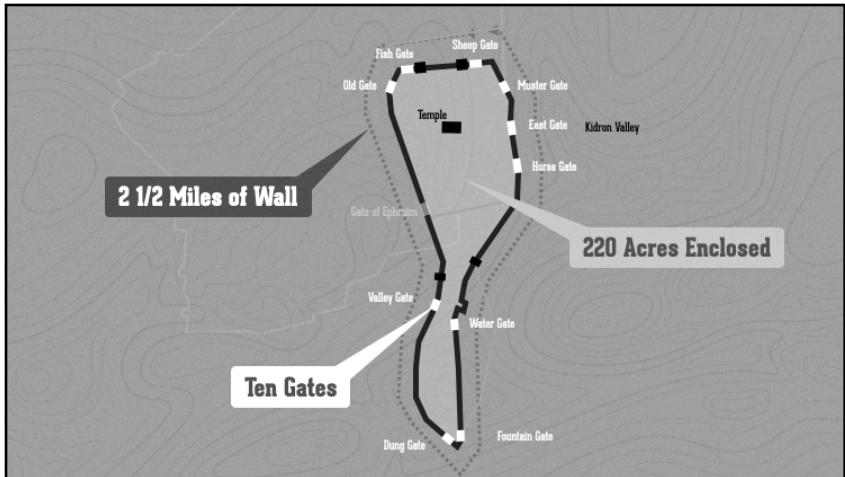 Sheep Gate
Fish Gate
Old Gate
Muster Gate
Temple
East Gate
Kidron Valley
Horse Gate
2 1/2 Miles of Wall
Gate of Ephraim
220 Acres Enclosed
Valley Gate
Water Gate
Ten Gates
Fountain Gate
Dung Gate